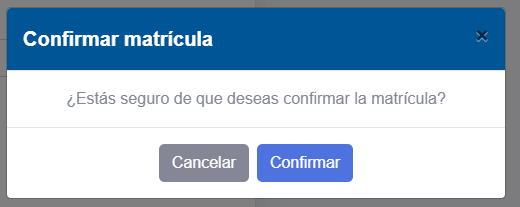 Confirmar matrícula
×
¿Estás seguro de que deseas confirmar la matrícula?
Cancelar
Confirmar